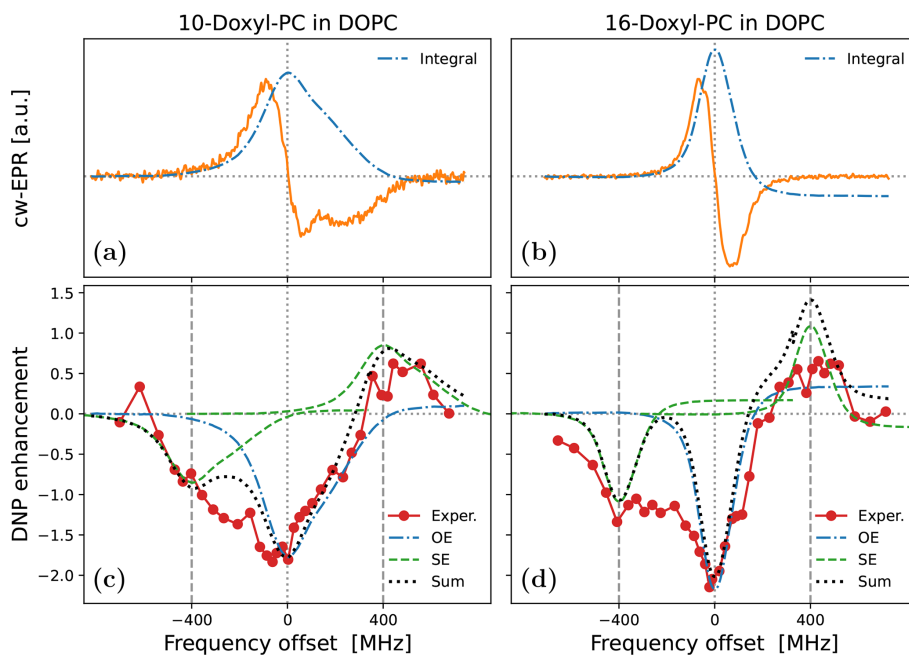 10-Doxyl-PC in DOPC
16-Doxyl-PC in DOPC
cw-EPR [a.u.]
Integral
(a)
Integral
(b)
DNP enhancement
1.5
1.0
0.5
0.0
−0.5
−1.0
−1.5
−2.0
Exper.
OE
SE
Sum
(c)
Exper.
OE
SE
Sum
(d)
−400
0
400
−400
0
400
Frequency offset [MHz]
Frequency offset [MHz]